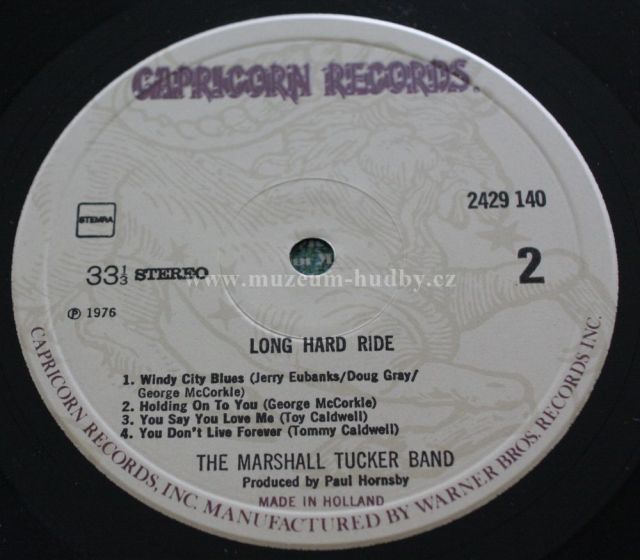 CAPRICORN RECORDS.
STEMRA
2429 140
33⅓ STEREO
2
www.muzeum-hudby.cz
℗ 1976
LONG HARD RIDE
1. Windy City Blues (Jerry Eubanks/Doug Gray/
George McCorkle)
2. Holding On To You (George McCorkle)
3. You Say You Love Me (Toy Caldwell)
4. You Don't Live Forever (Tommy Caldwell)
THE MARSHALL TUCKER BAND
Produced by Paul Hornsby
MADE IN HOLLAND
CAPRICORN RECORDS, INC. MANUFACTURED BY WARNER BROS. RECORDS INC.